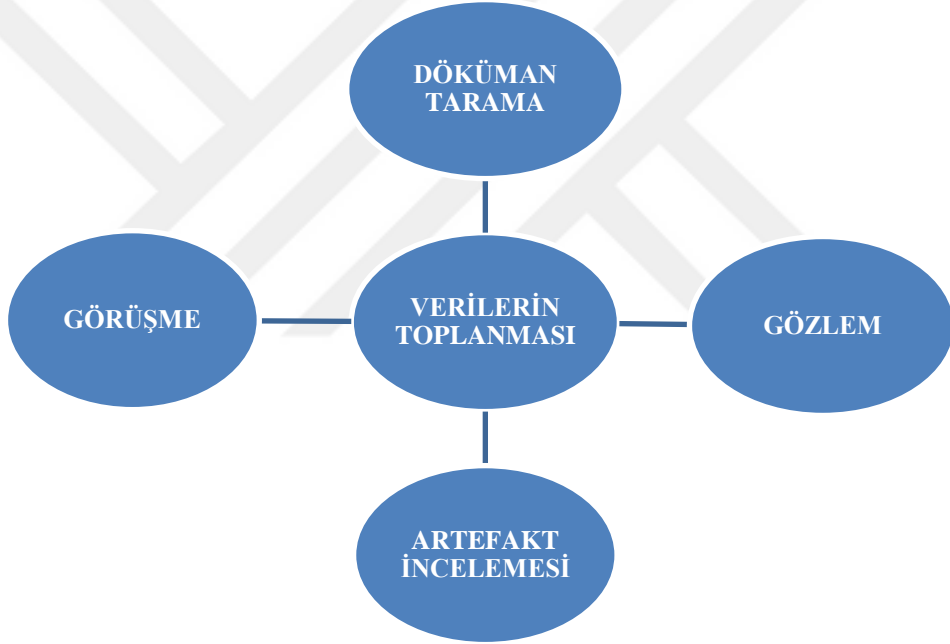 DÖKÜMAN
TARAMA
GÖRÜŞME
VERİLERİN
TOPLANMASI
GÖZLEM
ARTEFAKT
İNCELEMESİ